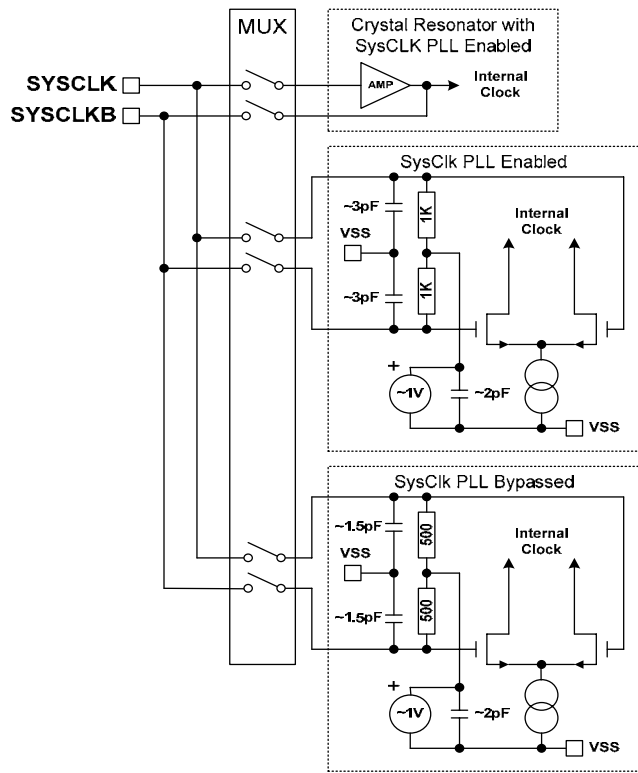 MUX
Crystal Resonator with
SysCLK PLL Enabled
SYSCLK
SYSCLKB
AMP
Internal
Clock
SysClk PLL Enabled
~3pF
1K
VSS
~3pF
1K
Internal
Clock
+
~1V
~2pF
VSS
SysClk PLL Bypassed
~1.5pF
500
VSS
~1.5pF
500
Internal
Clock
+
~1V
~2pF
VSS